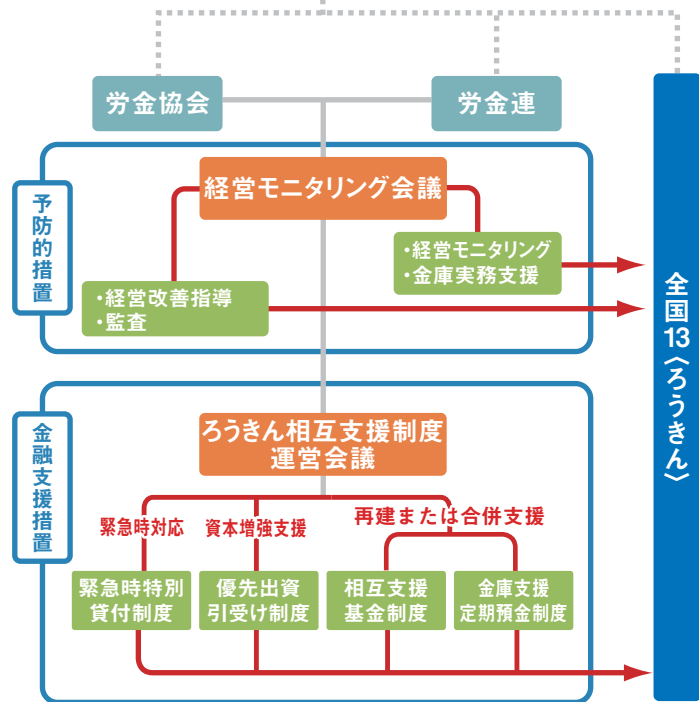 労金協会
労金連
経営モニタリング会議
予防的措置
・経営モニタリング
・金庫実務支援
・経営改善指導
・監査
全国13〈ろうきん〉
ろうきん相互支援制度
運営会議
金融支援措置
緊急時対応
資本増強支援
再建または合併支援
緊急時特別
貸付制度
優先出資
引受け制度
相互支援
基金制度
金庫支援
定期預金制度